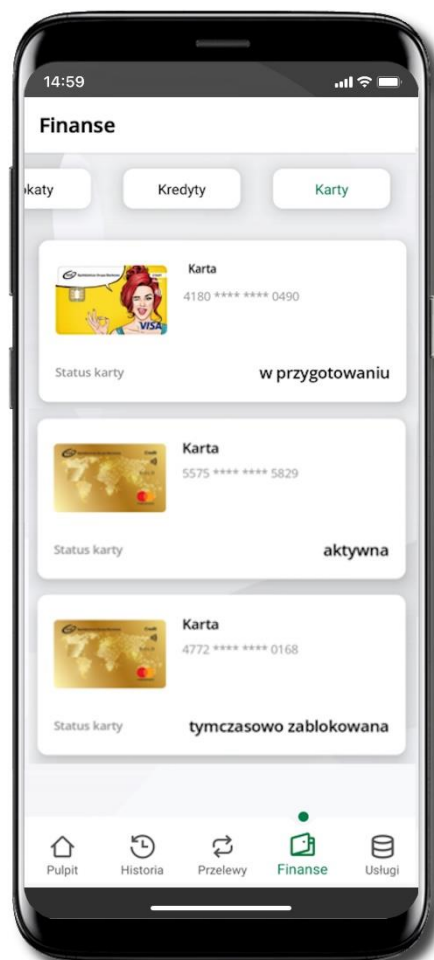 14:59
Finanse
okaty
Kredyty
Karty
Karta
4180 **** **** 0490
VISA
Status karty
w przygotowaniu
Karta
5575 **** **** 5829
Status karty
aktywna
Karta
4772 **** **** 0168
Status karty
tymczasowo zablokowana
Pulpit
Historia
Przelewy
Finanse
Usługi